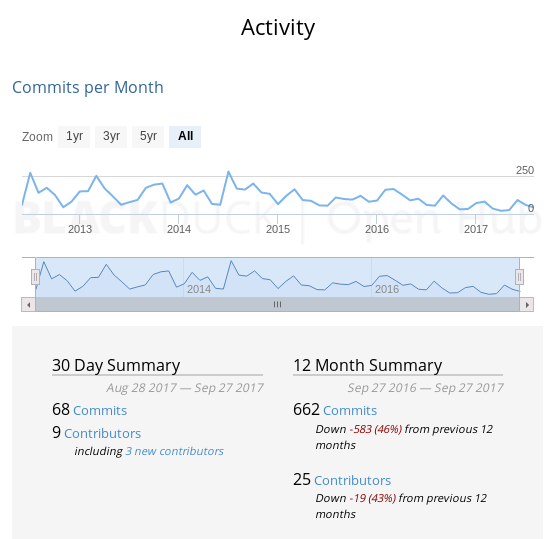 Activity
Commits per Month
Zoom 1yr 3yr 5yr All
250
BLACKDUCK | Open Hub
0
2013 2014 2015 2016 2017
2014 2016
30 Day Summary
Aug 28 2017 — Sep 27 2017
68 Commits
9 Contributors
including 3 new contributors
12 Month Summary
Sep 27 2016 — Sep 27 2017
662 Commits
Down -583 (46%) from previous 12
months
25 Contributors
Down -19 (43%) from previous 12
months